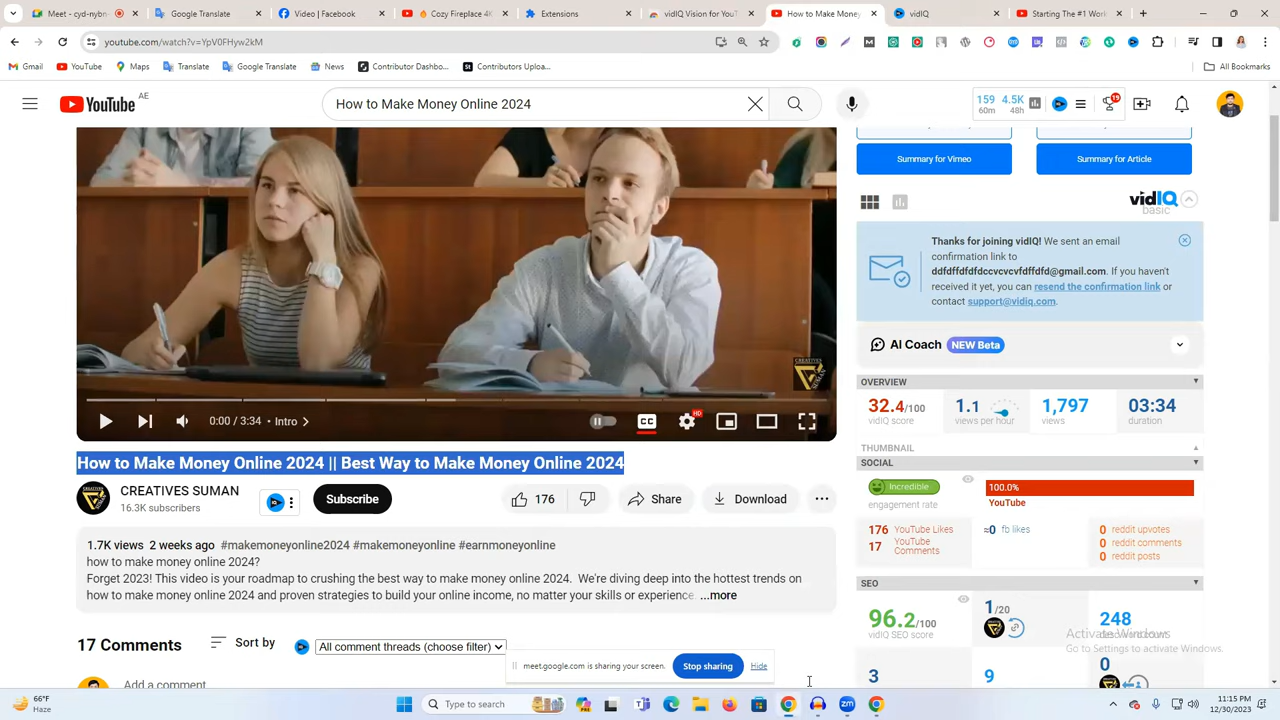 Meet - cyd-njmb
Google Translate
Video | Facebook
Cozy Fireplace 4K
Extensions
vidIQ Vision for YouT
How to Make Money
vidIQ
Starting The #1 Work
youtube.com/watch?v=YpV0FHyw2kM
Gmail
YouTube
Maps
Translate
Google Translate
News
Contributor Dashbo...
Contributors Uploa...
All Bookmarks
YouTube AE
How to Make Money Online 2024
159 4.5K 19
60m 48h
Summary for Vimeo
Summary for Article
vidIQ
basic
Thanks for joining vidIQ! We sent an email
confirmation link to
ddfdffdfdfdccvcvcvfdffdfd@gmail.com. If you haven't
received it yet, you can resend the confirmation link or
contact support@vidiq.com.
AI Coach NEW Beta
CREATIVES
SUMAN
0:00 / 3:34 • Intro
CC
HD
OVERVIEW
32.4/100 1.1 1,797 03:34
vidIQ score views per hour views duration
THUMBNAIL
SOCIAL
Incredible
engagement rate
100.0%
YouTube
176 YouTube Likes
17 YouTube Comments
≈0 fb likes
0 reddit upvotes
0 reddit comments
0 reddit posts
How to Make Money Online 2024 || Best Way to Make Money Online 2024
CREATIVES SUMAN
16.3K subscribers
Subscribe
176
Share
Download
1.7K views 2 weeks ago #makemoneyonline2024 #makemoneyonline #earnmoneyonline
how to make money online 2024?
Forget 2023! This video is your roadmap to crushing the best way to make money online 2024. We're diving deep into the hottest trends on
how to make money online 2024 and proven strategies to build your online income, no matter your skills or experience. ...more
SEO
96.2/100
vidIQ SEO score
1/20
248
3
9
0
Activate Windows
Go to Settings to activate Windows.
17 Comments
Sort by
All comment threads (choose filter)
Add a comment
meet.google.com is sharing your screen.
Stop sharing
Hide
66°F
Haze
Type to search
11:15 PM
12/30/2023